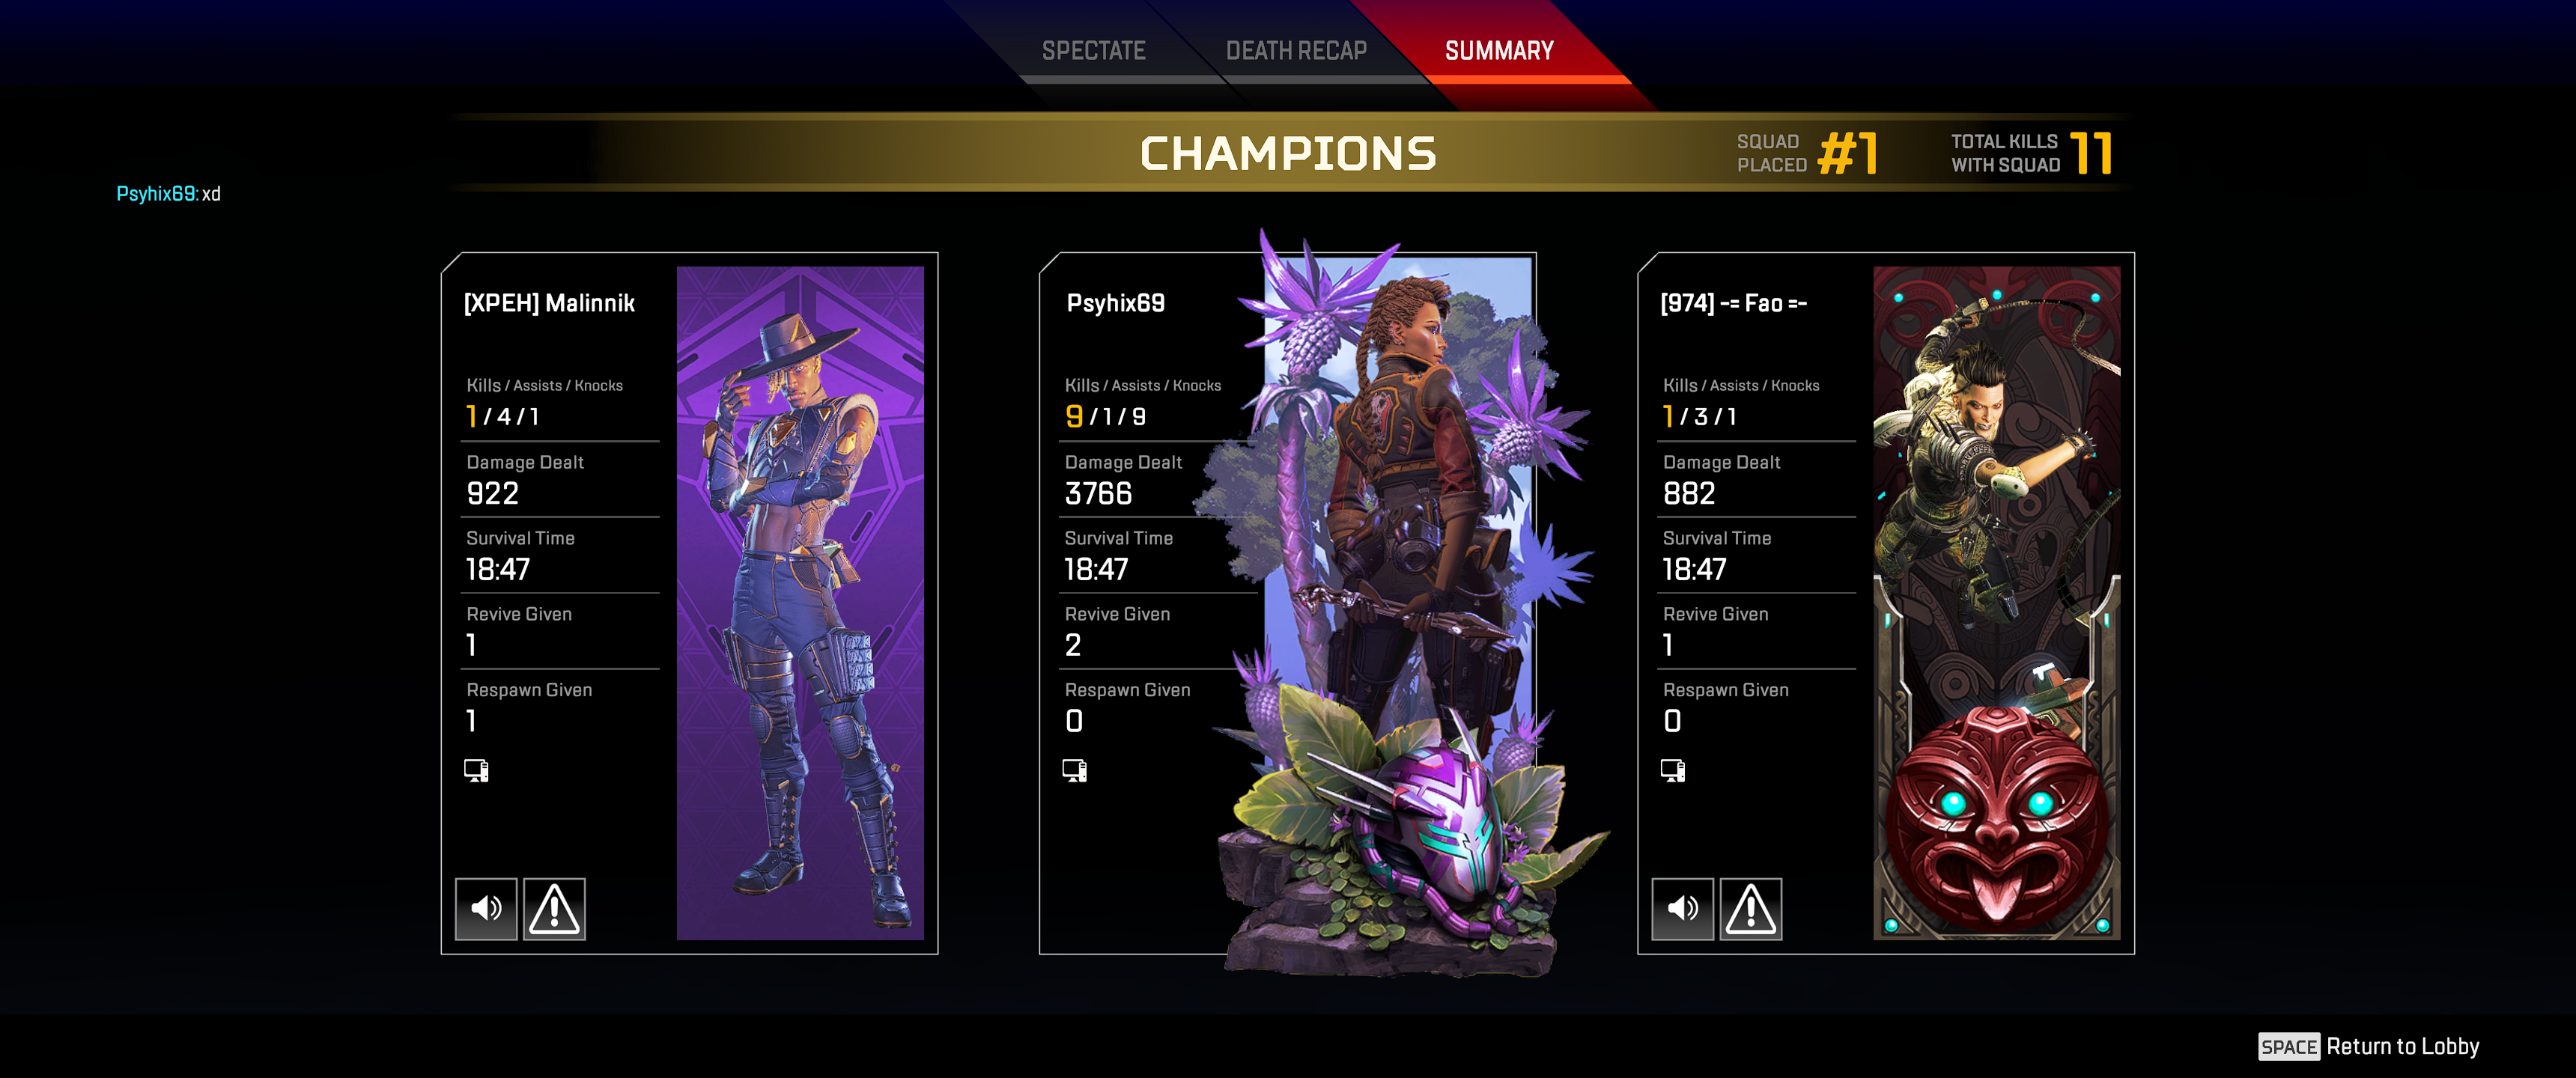 SPECTATE
DEATH RECAP
SUMMARY
CHAMPIONS
SQUAD PLACED #1
TOTAL KILLS WITH SQUAD 11
Psyhix69: xd
[XPEH] Malinnik
Kills / Assists / Knocks
1 / 4 / 1
Damage Dealt
922
Survival Time
18:47
Revive Given
1
Respawn Given
1
Psyhix69
Kills / Assists / Knocks
9 / 1 / 9
Damage Dealt
3766
Survival Time
18:47
Revive Given
2
Respawn Given
0
[974] -= Fao =-
Kills / Assists / Knocks
1 / 3 / 1
Damage Dealt
882
Survival Time
18:47
Revive Given
1
Respawn Given
0
SPACE Return to Lobby